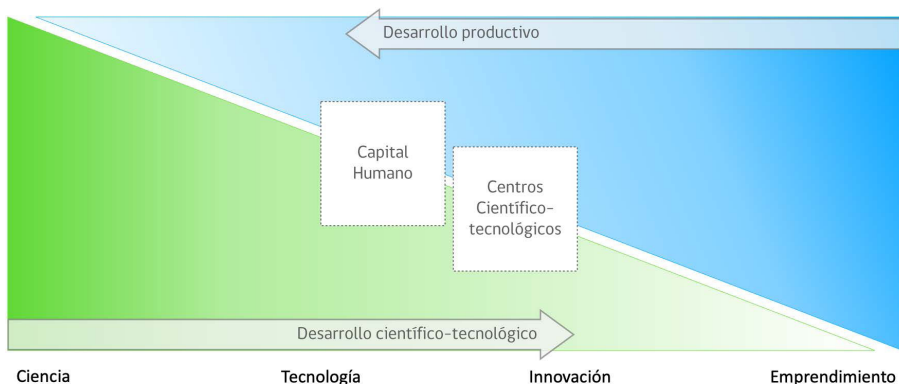 Desarrollo productivo
Capital
Humano
Centros
Científico-
tecnológicos
Desarrollo científico-tecnológico
Ciencia
Tecnología
Innovación
Emprendimiento